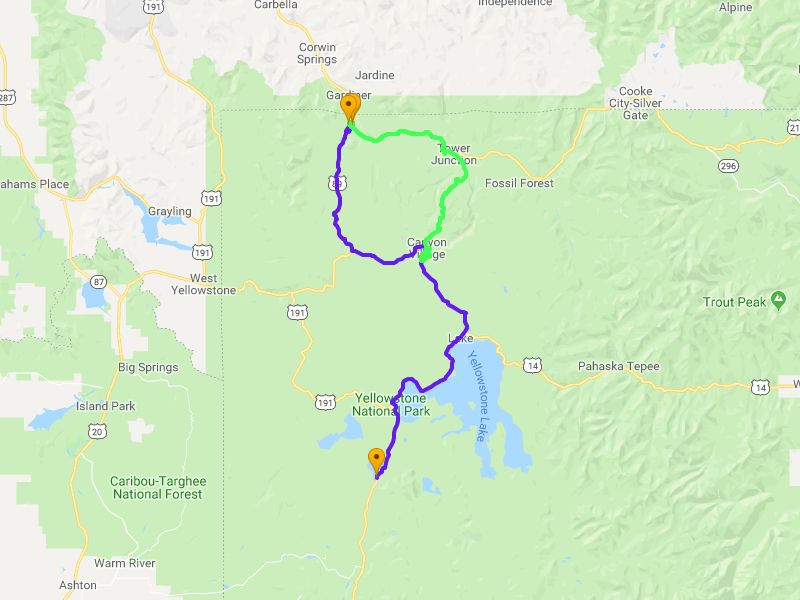 Carbella
Independence
Alpine
191
Corwin
Springs
Jardine
287
Gardiner
Cooke
City-Silver
Gate
Tower
Junction
296
ahams Place
89
Fossil Forest
191
Grayling
Canyon
Village
191
West
Yellowstone
87
Trout Peak
191
Lake
Big Springs
14
Pahaska Tepee
Yellowstone
Lake
14
Yellowstone
National Park
191
Island Park
20
Caribou-Targhee
National Forest
Warm River
Ashton